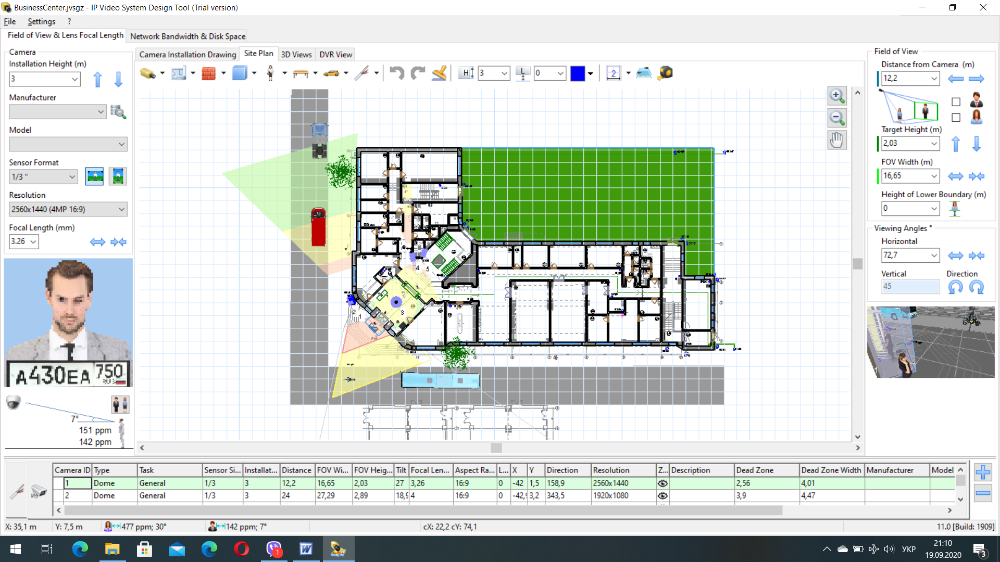 BusinessCenter.jvsgz - IP Video System Design Tool (Trial version)
File Settings ?
Field of View & Lens Focal Length Network Bandwidth & Disk Space
Camera
Installation Height (m)
3
Manufacturer
Model
Sensor Format
1/3 "
Resolution
2560x1440 (4MP 16:9)
Focal Length (mm)
3.26
A430EA 750
RUS
7°
151 ppm
142 ppm
Camera Installation Drawing Site Plan 3D Views DVR View
H 3 L 0 2
4 5
3
2
1
Field of View
Distance from Camera (m)
12,2
Target Height (m)
2,03
FOV Width (m)
16,65
Height of Lower Boundary (m)
0
Viewing Angles °
Horizontal
72,7
Vertical Direction
45
Camera ID Type Task Sensor Si... Installat... Distance FOV Wi... FOV Heig... Tilt Focal Len... Aspect Ra... L... X Y Direction Resolution Z... Description Dead Zone Dead Zone Width Manufacturer Model
1 Dome General 1/3 3 12,2 16,65 2,03 27 3,26 16:9 0 -42 1,5 158,9 2560x1440 2,56 4,01
2 Dome General 1/3 3 24 27,29 2,89 18,9 4 16:9 0 -42,9 3,2 343,5 1920x1080 3,9 4,47
X: 35,1 m Y: 7,5 m 477 ppm; 30° 142 ppm; 7° cX: 22,2 cY: 74,1 11.0 [Build: 1909]
1 W УКР 21:10
19.09.2020 3